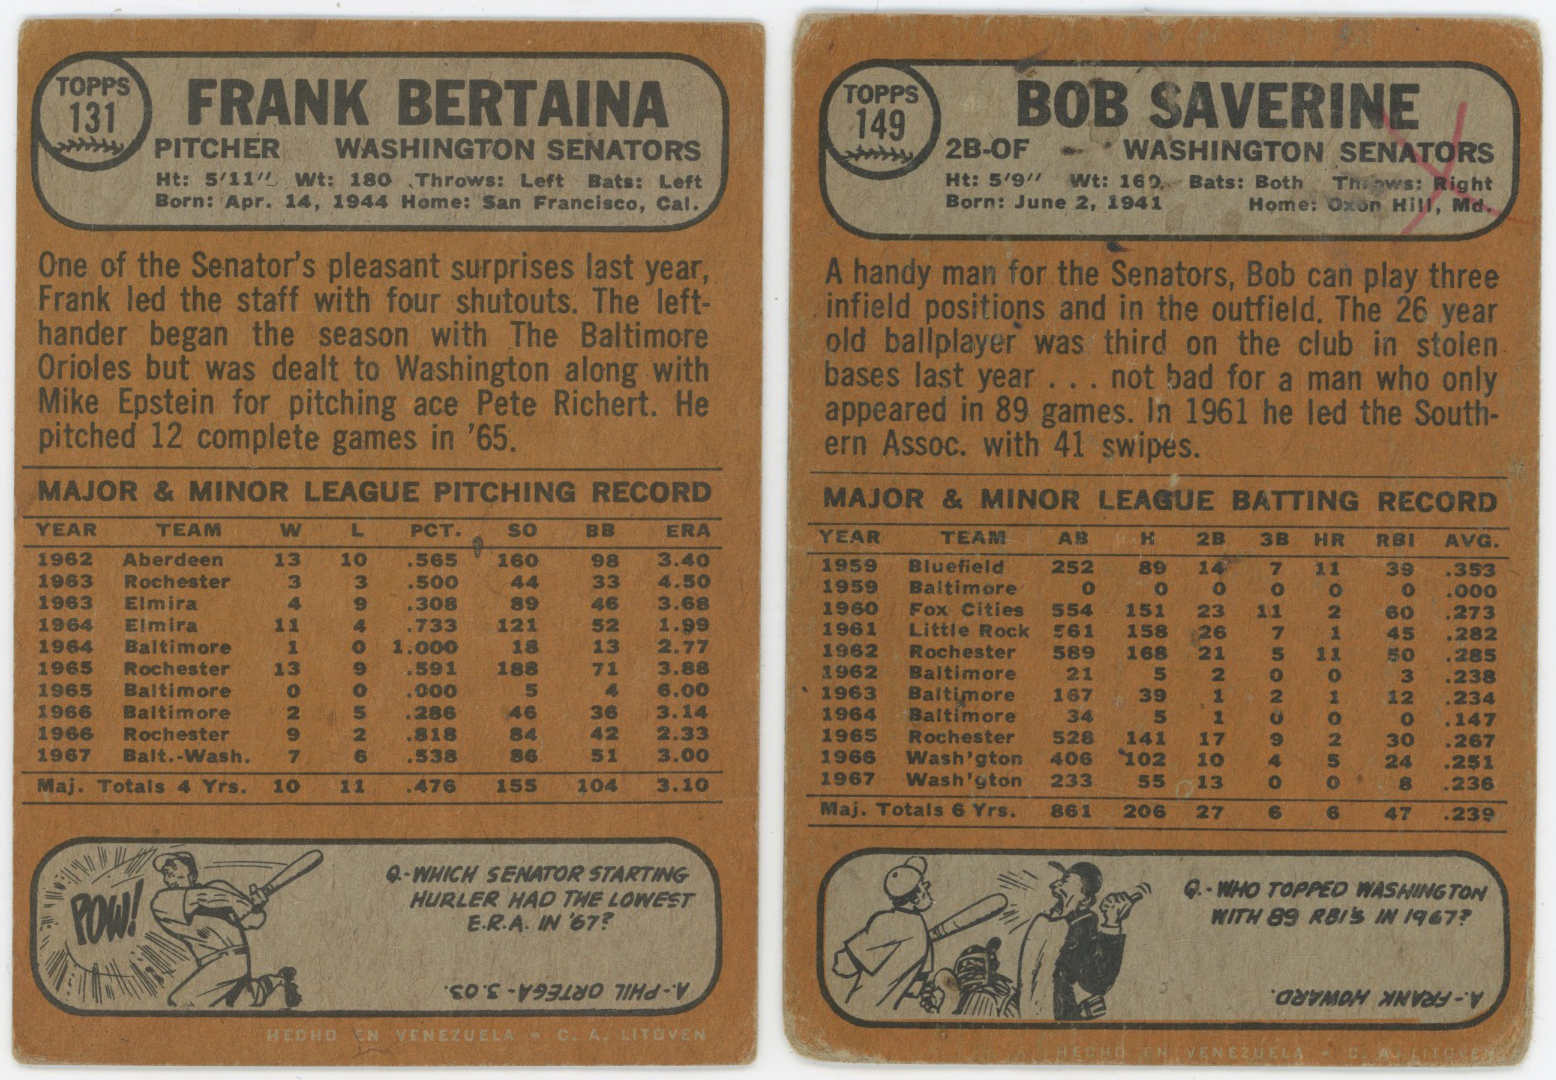 TOPPS
131
FRANK BERTAINA
PITCHER WASHINGTON SENATORS
Ht: 5'11" Wt: 180 Throws: Left Bats: Left
Born: Apr. 14, 1944 Home: San Francisco, Cal.
One of the Senator's pleasant surprises last year,
Frank led the staff with four shutouts. The left-
hander began the season with The Baltimore
Orioles but was dealt to Washington along with
Mike Epstein for pitching ace Pete Richert. He
pitched 12 complete games in '65.
MAJOR & MINOR LEAGUE PITCHING RECORD
YEAR TEAM W L PCT. SO BB ERA
1962 Aberdeen 13 10 .565 160 98 3.40
1963 Rochester 3 3 .500 44 33 4.50
1963 Elmira 4 9 .308 89 46 3.68
1964 Elmira 11 4 .733 121 52 1.99
1964 Baltimore 1 0 1.000 18 13 2.77
1965 Rochester 13 9 .591 188 71 3.88
1965 Baltimore 0 0 .000 5 4 6.00
1966 Baltimore 2 5 .286 46 36 3.14
1966 Rochester 9 2 .818 84 42 2.33
1967 Balt.-Wash. 7 6 .538 86 51 3.00
Maj. Totals 4 Yrs. 10 11 .476 155 104 3.10
POW!
Q.-WHICH SENATOR STARTING
HURLER HAD THE LOWEST
E.R.A. IN '67?
A.-PHIL ORTEGA-3.03.
HECHO EN VENEZUELA - C. A. LITOVEN
TOPPS
149
BOB SAVERINE
2B-OF WASHINGTON SENATORS
Ht: 5'9" Wt: 160 Bats: Both Throws: Right
Born: June 2, 1941 Home: Oxon Hill, Md.
A handy man for the Senators, Bob can play three
infield positions and in the outfield. The 26 year
old ballplayer was third on the club in stolen
bases last year . . . not bad for a man who only
appeared in 89 games. In 1961 he led the South-
ern Assoc. with 41 swipes.
MAJOR & MINOR LEAGUE BATTING RECORD
YEAR TEAM AB H 2B 3B HR RBI AVG.
1959 Bluefield 252 89 14 7 11 39 .353
1959 Baltimore 0 0 0 0 0 0 .000
1960 Fox Cities 554 151 23 11 2 60 .273
1961 Little Rock 561 158 26 7 1 45 .282
1962 Rochester 589 168 21 5 11 50 .285
1962 Baltimore 21 5 2 0 0 3 .238
1963 Baltimore 167 39 1 2 1 12 .234
1964 Baltimore 34 5 1 0 0 0 .147
1965 Rochester 528 141 17 9 2 30 .267
1966 Wash'gton 406 102 10 4 5 24 .251
1967 Wash'gton 233 55 13 0 0 8 .236
Maj. Totals 6 Yrs. 861 206 27 6 6 47 .239
Q.-WHO TOPPED WASHINGTON
WITH 89 RBI'S IN 1967?
A.-FRANK HOWARD.
HECHO EN VENEZUELA - C. A. LITOVEN